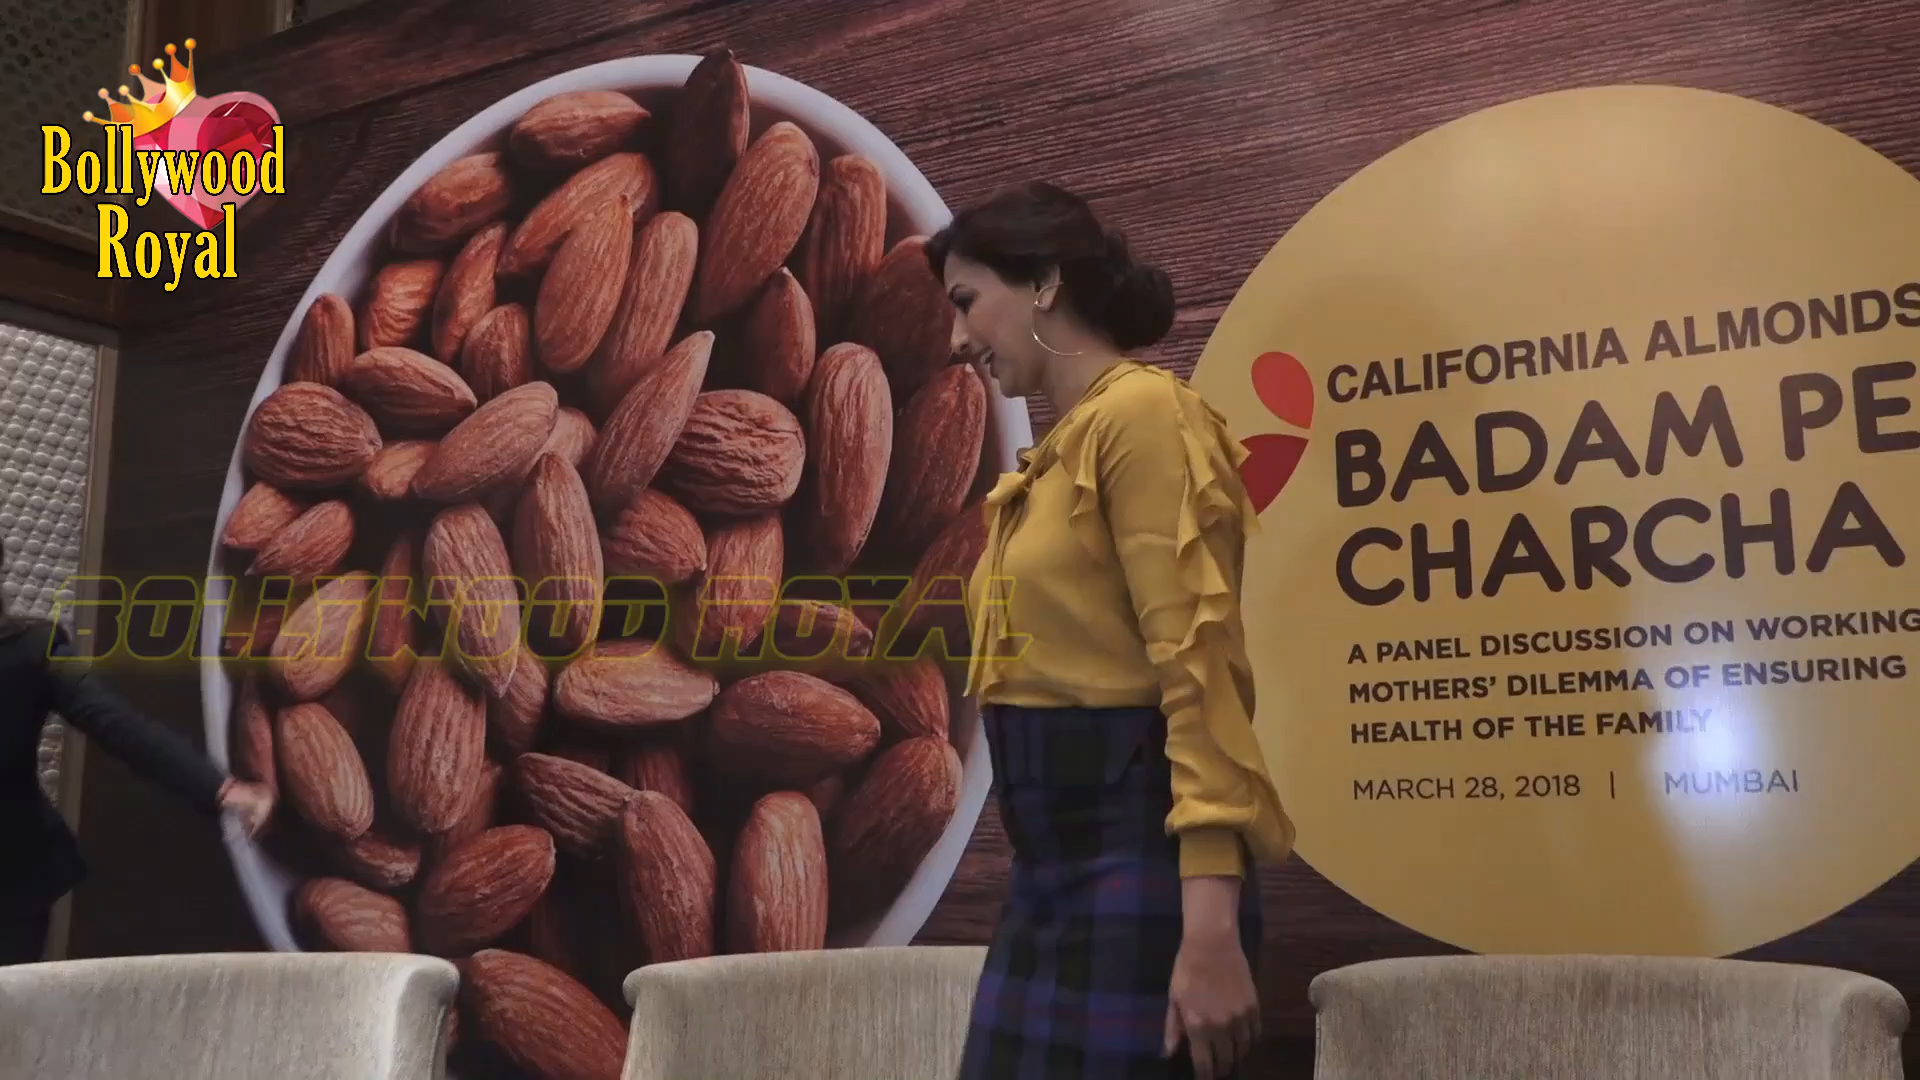 Bollywood
Royal
CALIFORNIA ALMONDS
BADAM PE
CHARCHA
BOLLYWOOD ROYAL
A PANEL DISCUSSION ON WORKING
MOTHERS' DILEMMA OF ENSURING
HEALTH OF THE FAMILY
MARCH 28, 2018 | MUMBAI